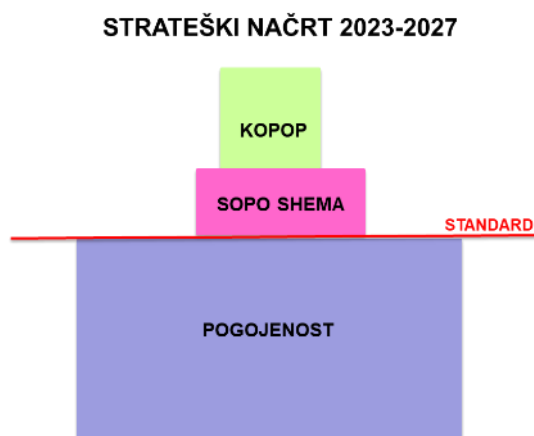 STRATEŠKI NAČRT 2023-2027
KOPOP
SOPO SHEMA
STANDARD
POGOJENOST